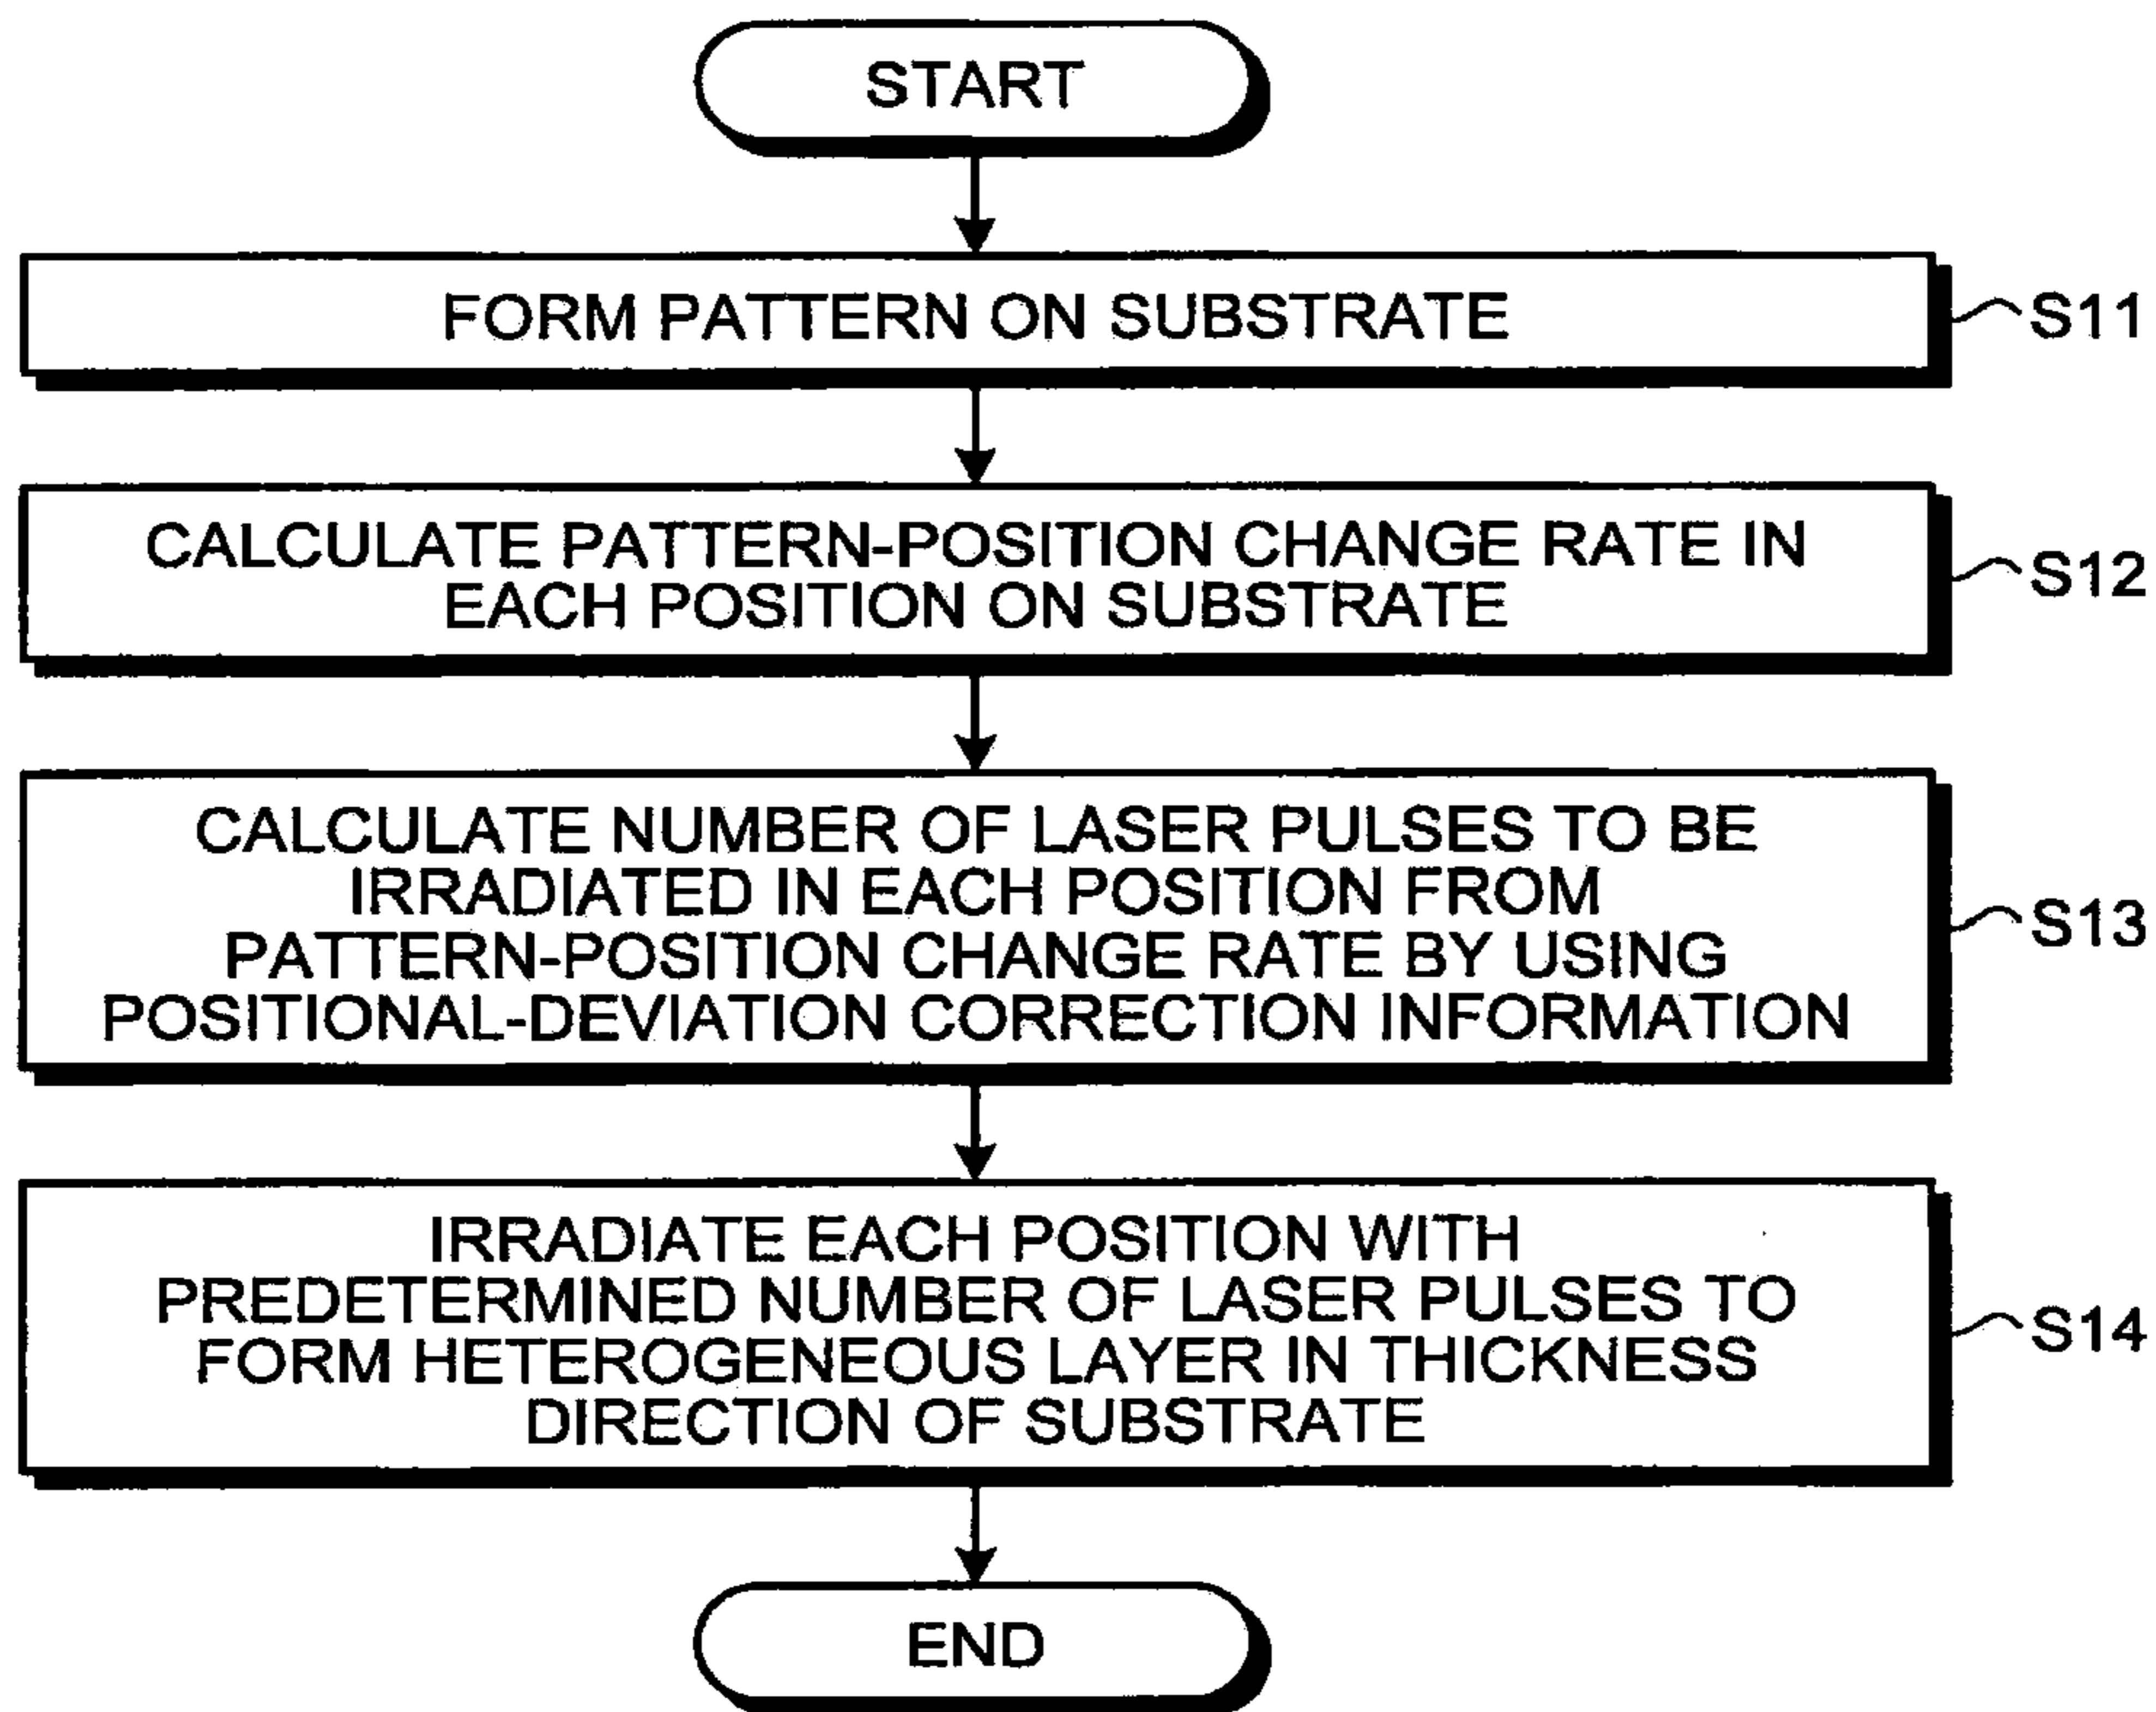 START
FORM PATTERN ON SUBSTRATE
S11
CALCULATE PATTERN-POSITION CHANGE RATE IN
EACH POSITION ON SUBSTRATE
S12
CALCULATE NUMBER OF LASER PULSES TO BE
IRRADIATED IN EACH POSITION FROM
PATTERN-POSITION CHANGE RATE BY USING
POSITIONAL-DEVIATION CORRECTION INFORMATION
S13
IRRADIATE EACH POSITION WITH
PREDETERMINED NUMBER OF LASER PULSES TO
FORM HETEROGENEOUS LAYER IN THICKNESS
DIRECTION OF SUBSTRATE
S14
END